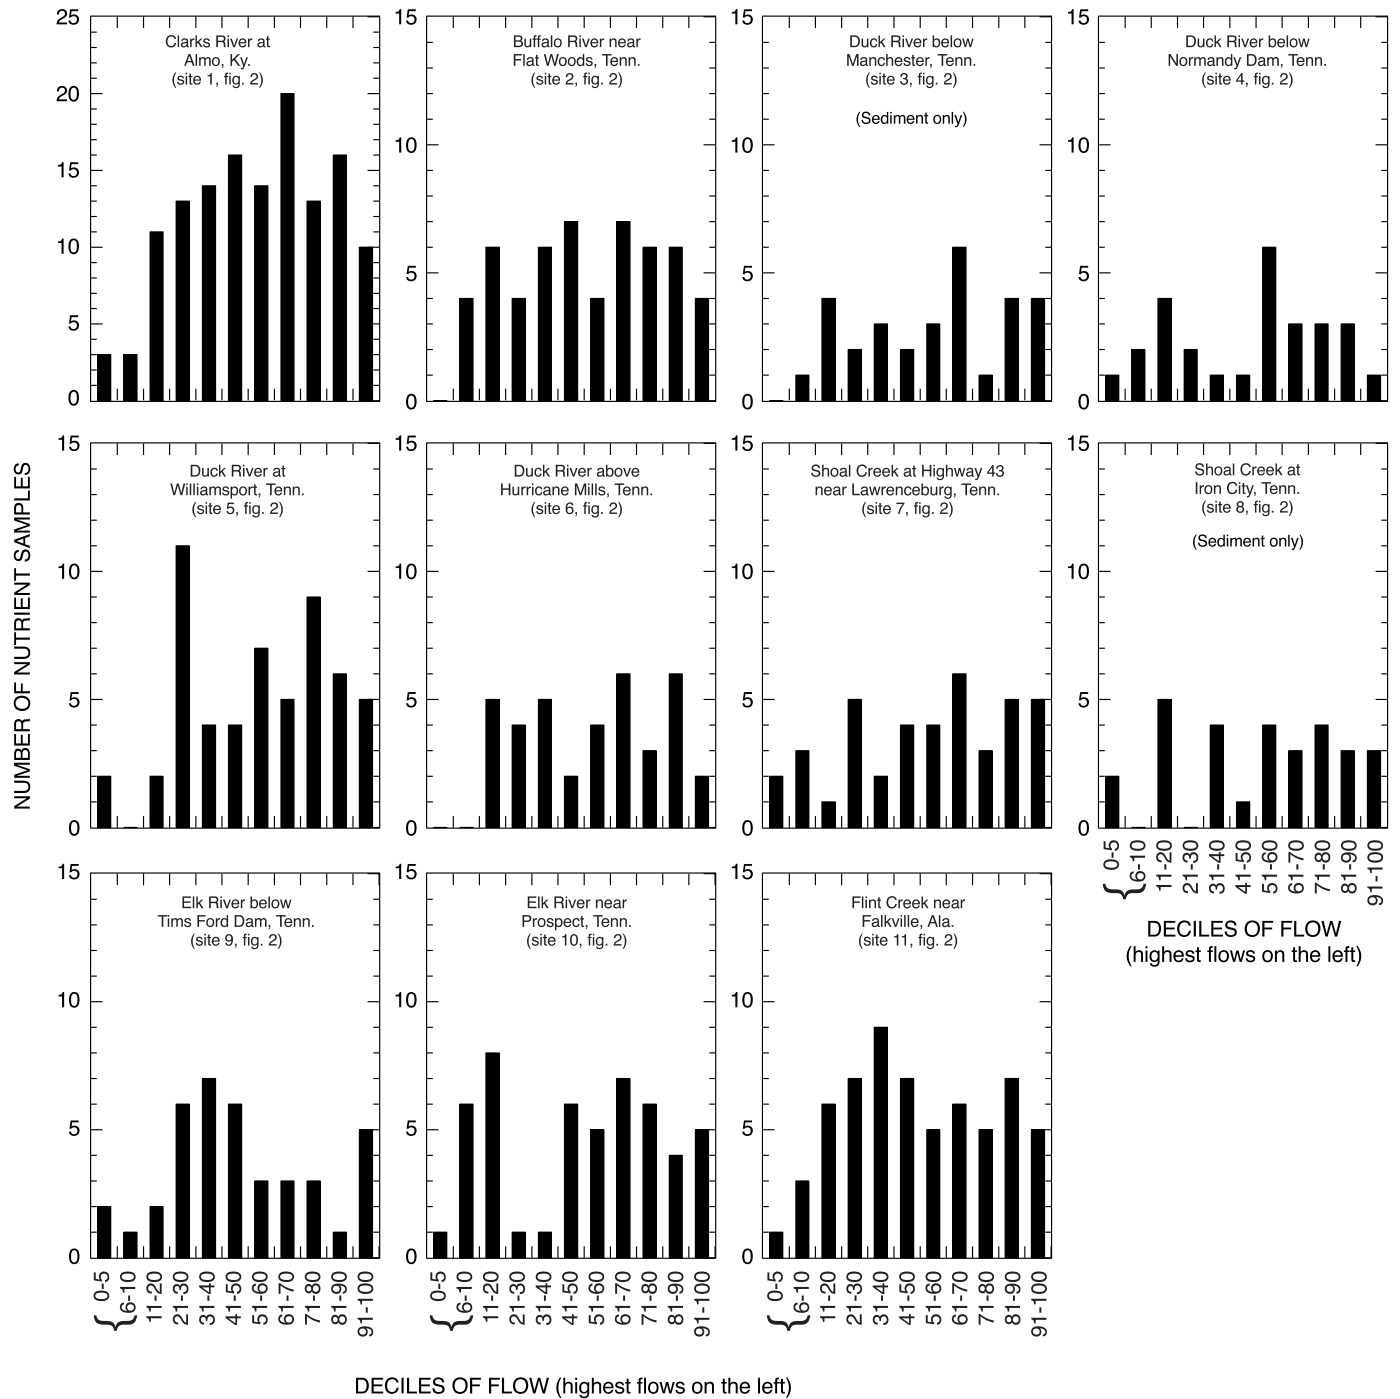 25
20
15
10
5
0
Clarks River at
Almo, Ky.
(site 1, fig. 2)
15
10
5
0
Buffalo River near
Flat Woods, Tenn.
(site 2, fig. 2)
15
10
5
0
Duck River below
Manchester, Tenn.
(site 3, fig. 2)
(Sediment only)
15
10
5
0
Duck River below
Normandy Dam, Tenn.
(site 4, fig. 2)
NUMBER OF NUTRIENT SAMPLES
15
10
5
0
Duck River at
Williamsport, Tenn.
(site 5, fig. 2)
15
10
5
0
Duck River above
Hurricane Mills, Tenn.
(site 6, fig. 2)
15
10
5
0
Shoal Creek at Highway 43
near Lawrenceburg, Tenn.
(site 7, fig. 2)
15
10
5
0
Shoal Creek at
Iron City, Tenn.
(site 8, fig. 2)
(Sediment only)
0-5
6-10
11-20
21-30
31-40
41-50
51-60
61-70
71-80
81-90
91-100
DECILES OF FLOW
(highest flows on the left)
15
10
5
0
Elk River below
Tims Ford Dam, Tenn.
(site 9, fig. 2)
0-5
6-10
11-20
21-30
31-40
41-50
51-60
61-70
71-80
81-90
91-100
15
10
5
0
Elk River near
Prospect, Tenn.
(site 10, fig. 2)
0-5
6-10
11-20
21-30
31-40
41-50
51-60
61-70
71-80
81-90
91-100
15
10
5
0
Flint Creek near
Falkville, Ala.
(site 11, fig. 2)
0-5
6-10
11-20
21-30
31-40
41-50
51-60
61-70
71-80
81-90
91-100
DECILES OF FLOW (highest flows on the left)